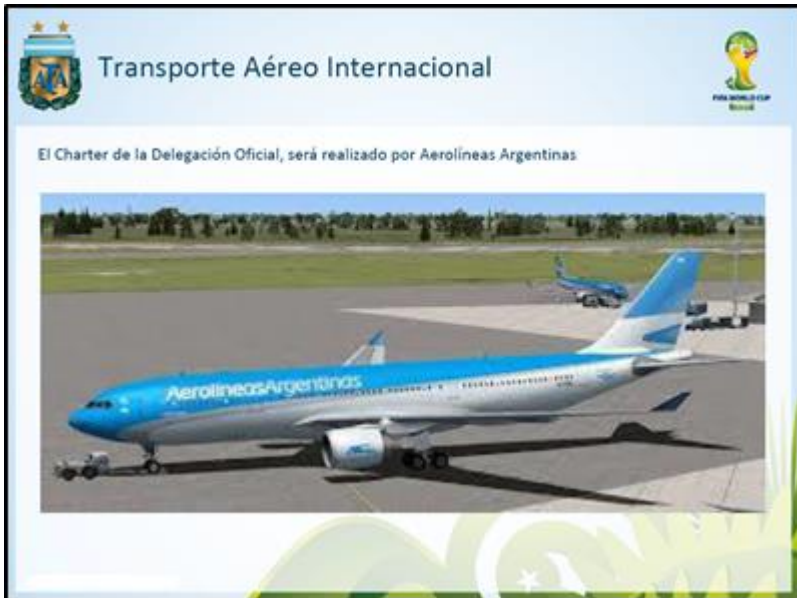 AFA
Transporte Aéreo Internacional
FIFA WORLD CUP
Brasil
El Charter de la Delegación Oficial, será realizado por Aerolíneas Argentinas
AerolíneasArgentinas